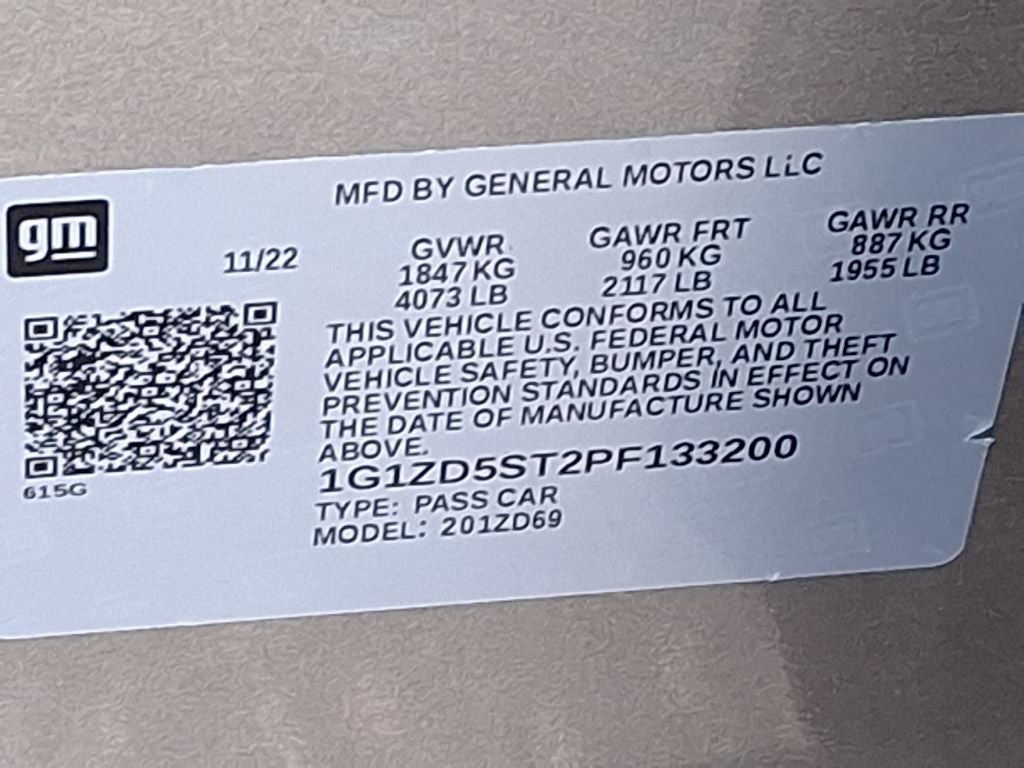 MFD BY GENERAL MOTORS LLC
gm
11/22
GVWR GAWR FRT GAWR RR
1847 KG 960 KG 887 KG
4073 LB 2117 LB 1955 LB
THIS VEHICLE CONFORMS TO ALL
APPLICABLE U.S. FEDERAL MOTOR
VEHICLE SAFETY, BUMPER, AND THEFT
PREVENTION STANDARDS IN EFFECT ON
THE DATE OF MANUFACTURE SHOWN
ABOVE.
1G1ZD5ST2PF133200
615G
TYPE: PASS CAR
MODEL: 201ZD69